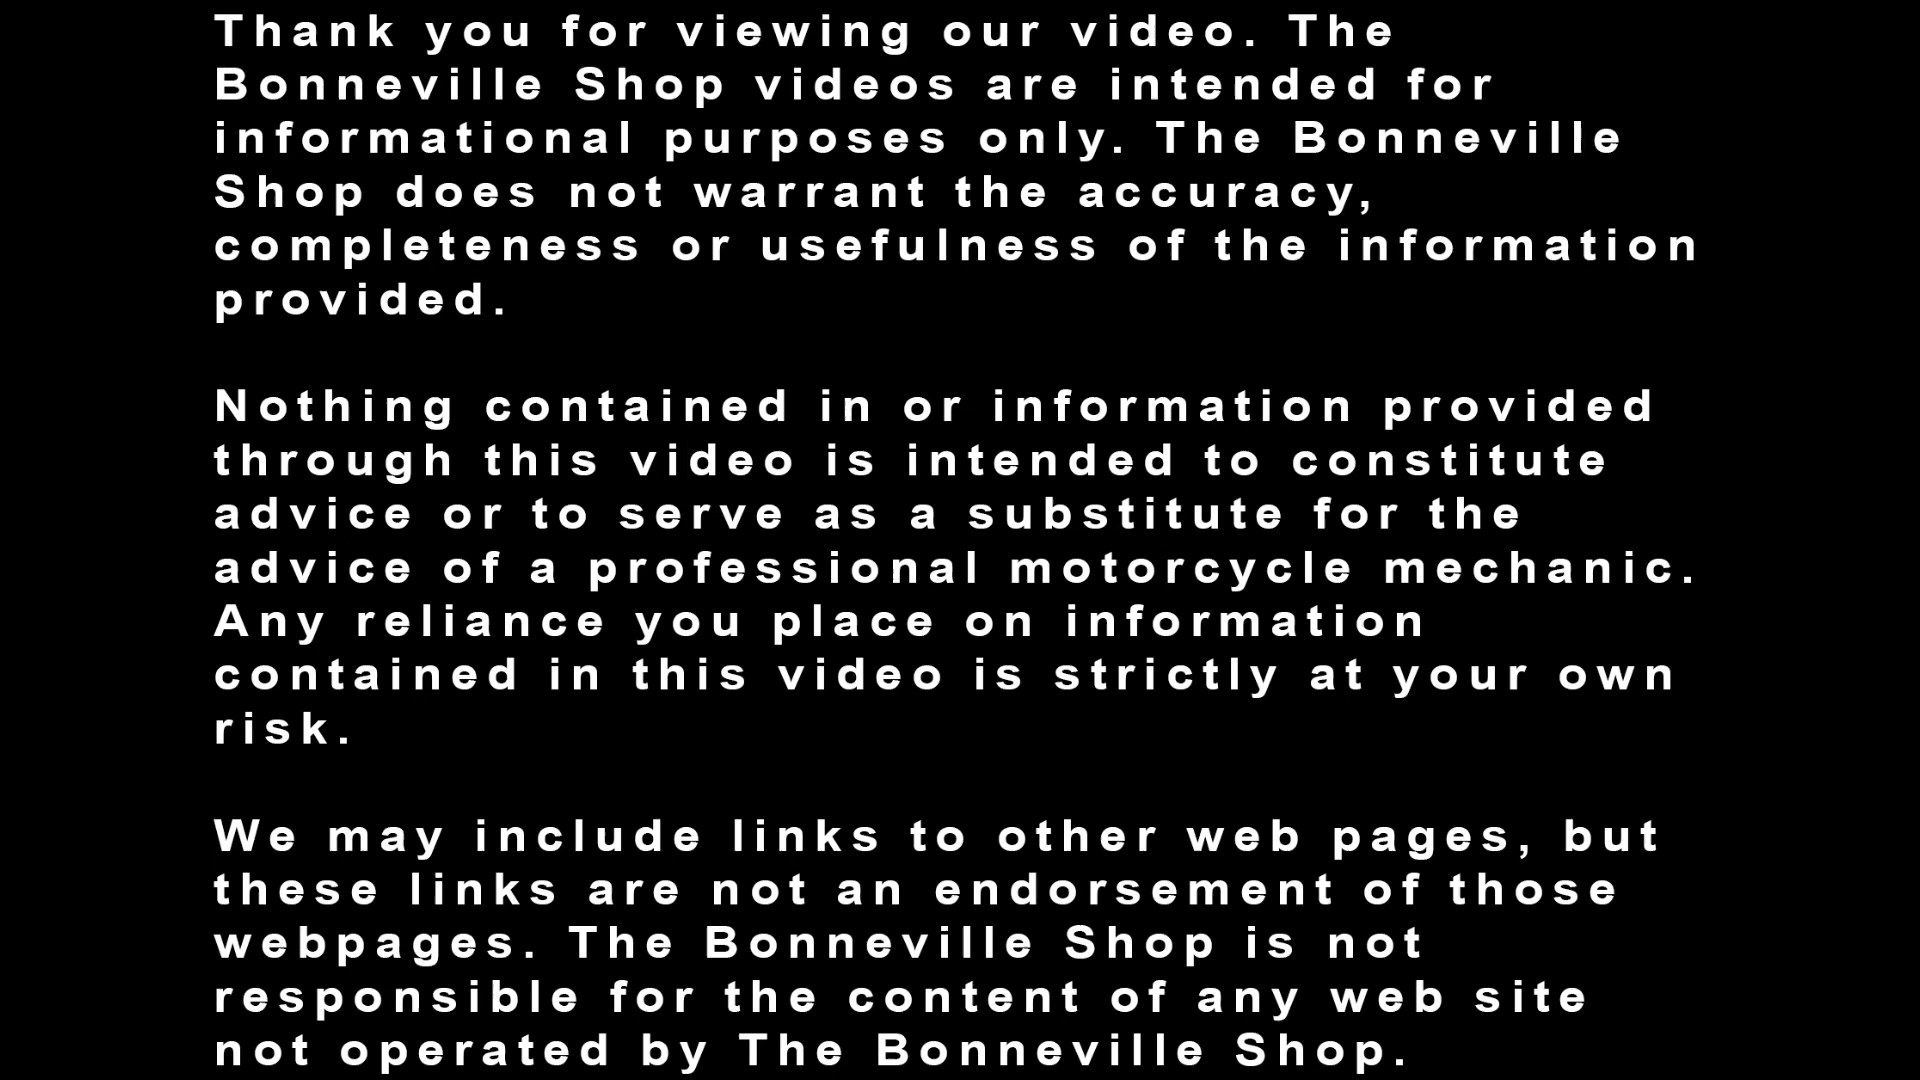 Thank you for viewing our video. The
Bonneville Shop videos are intended for
informational purposes only. The Bonneville
Shop does not warrant the accuracy,
completeness or usefulness of the information
provided.
Nothing contained in or information provided
through this video is intended to constitute
advice or to serve as a substitute for the
advice of a professional motorcycle mechanic.
Any reliance you place on information
contained in this video is strictly at your own
risk.
We may include links to other web pages, but
these links are not an endorsement of those
webpages. The Bonneville Shop is not
responsible for the content of any web site
not operated by The Bonneville Shop.